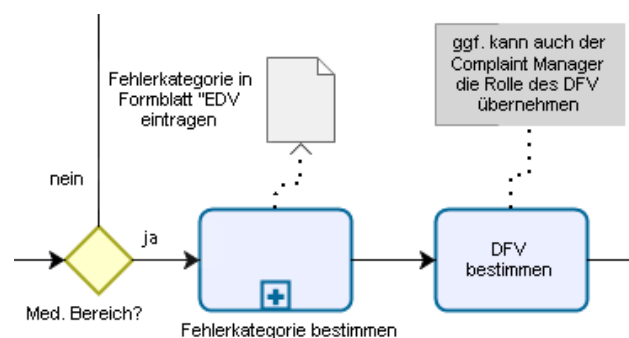 Fehlerkategorie in
Formblatt "EDV
eintragen
ggf. kann auch der
Complaint Manager
die Rolle des DFV
übernehmen
nein
ja
Med. Bereich?
Fehlerkategorie bestimmen
DFV
bestimmen